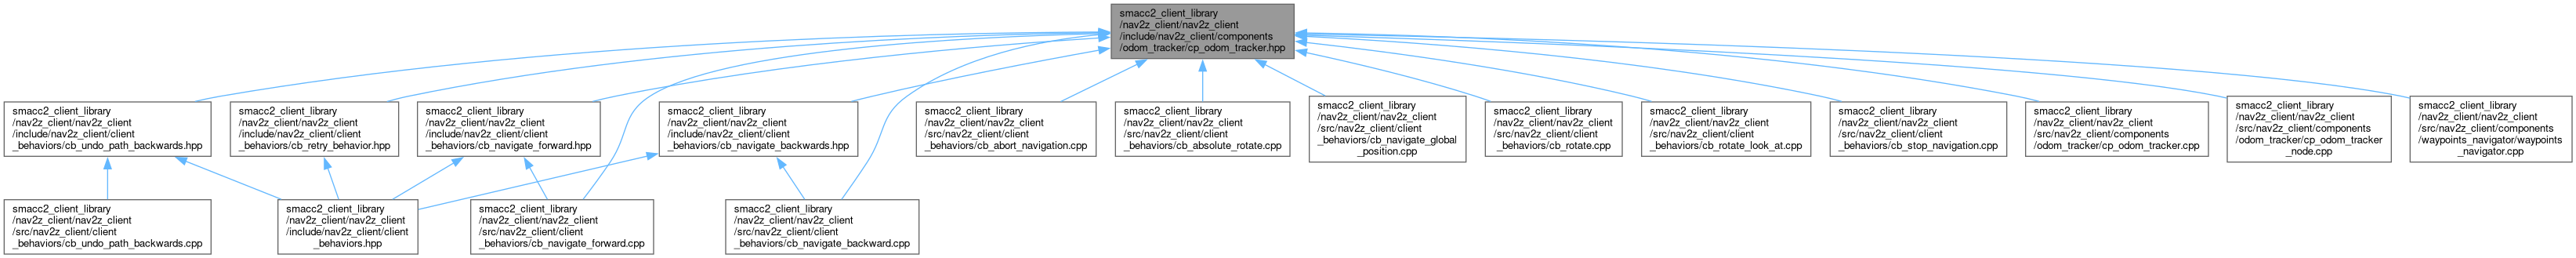 smacc2_client_library
/nav2z_client/nav2z_client
/include/nav2z_client/components
/odom_tracker/cp_odom_tracker.hpp
smacc2_client_library
/nav2z_client/nav2z_client
/include/nav2z_client/client
_behaviors/cb_undo_path_backwards.hpp
smacc2_client_library
/nav2z_client/nav2z_client
/include/nav2z_client/client
_behaviors/cb_retry_behavior.hpp
smacc2_client_library
/nav2z_client/nav2z_client
/include/nav2z_client/client
_behaviors/cb_navigate_forward.hpp
smacc2_client_library
/nav2z_client/nav2z_client
/include/nav2z_client/client
_behaviors/cb_navigate_backwards.hpp
smacc2_client_library
/nav2z_client/nav2z_client
/src/nav2z_client/client
_behaviors/cb_abort_navigation.cpp
smacc2_client_library
/nav2z_client/nav2z_client
/src/nav2z_client/client
_behaviors/cb_absolute_rotate.cpp
smacc2_client_library
/nav2z_client/nav2z_client
/src/nav2z_client/client
_behaviors/cb_navigate_global
_position.cpp
smacc2_client_library
/nav2z_client/nav2z_client
/src/nav2z_client/client
_behaviors/cb_rotate.cpp
smacc2_client_library
/nav2z_client/nav2z_client
/src/nav2z_client/client
_behaviors/cb_rotate_look_at.cpp
smacc2_client_library
/nav2z_client/nav2z_client
/src/nav2z_client/client
_behaviors/cb_stop_navigation.cpp
smacc2_client_library
/nav2z_client/nav2z_client
/src/nav2z_client/components
/odom_tracker/cp_odom_tracker.cpp
smacc2_client_library
/nav2z_client/nav2z_client
/src/nav2z_client/components
/odom_tracker/cp_odom_tracker
_node.cpp
smacc2_client_library
/nav2z_client/nav2z_client
/src/nav2z_client/components
/waypoints_navigator/waypoints
_navigator.cpp
smacc2_client_library
/nav2z_client/nav2z_client
/src/nav2z_client/client
_behaviors/cb_undo_path_backwards.cpp
smacc2_client_library
/nav2z_client/nav2z_client
/include/nav2z_client/client
_behaviors.hpp
smacc2_client_library
/nav2z_client/nav2z_client
/src/nav2z_client/client
_behaviors/cb_navigate_forward.cpp
smacc2_client_library
/nav2z_client/nav2z_client
/src/nav2z_client/client
_behaviors/cb_navigate_backward.cpp